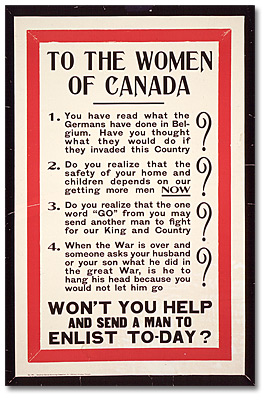 TO THE WOMEN
OF CANADA
1. You have read what the
Germans have done in Bel-
gium. Have you thought
what they would do if
they invaded this Country ?
2. Do you realize that the
safety of your home and
children depends on our
getting more men NOW ?
3. Do you realize that the one
word "GO" from you may
send another man to fight
for our King and Country ?
4. When the War is over and
someone asks your husband
or your son what he did in
the great War, is he to
hang his head because you
would not let him go ?
WON'T YOU HELP
AND SEND A MAN TO
ENLIST TO-DAY?